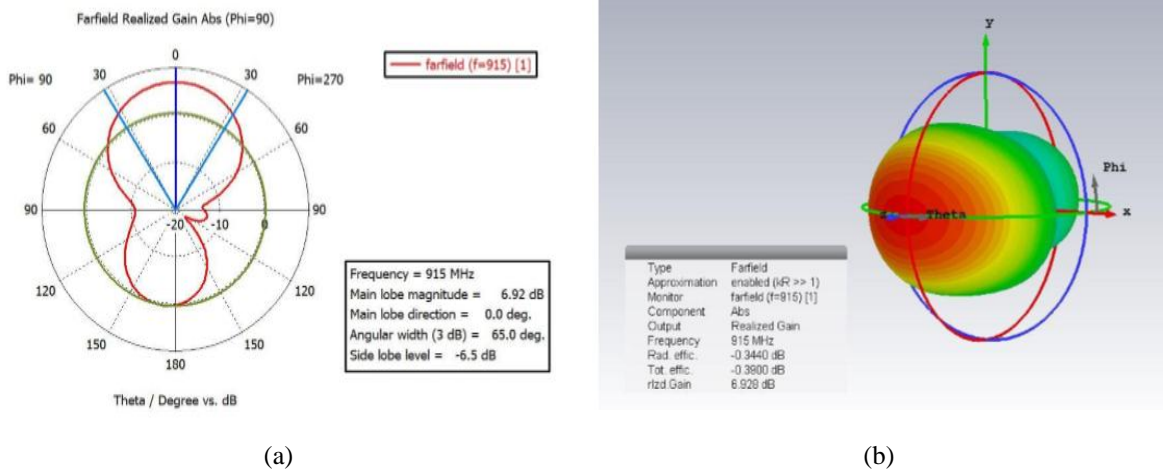 Farfield Realized Gain Abs (Phi=90)
farfield (f=915) [1]
0
Phi= 90 30 30 Phi=270
60 60
90 -20 -10 0 90
120 120
150 150
180
Theta / Degree vs. dB
Frequency = 915 MHz
Main lobe magnitude = 6.92 dB
Main lobe direction = 0.0 deg.
Angular width (3 dB) = 65.0 deg.
Side lobe level = -6.5 dB
(a)
y
Phi
Theta
x
Type Farfield
Approximation enabled (kR >> 1)
Monitor farfield (f=915) [1]
Component Abs
Output Realized Gain
Frequency 915 MHz
Rad. effic. -0.3440 dB
Tot. effic. -0.3900 dB
rlzd.Gain 6.928 dB
(b)